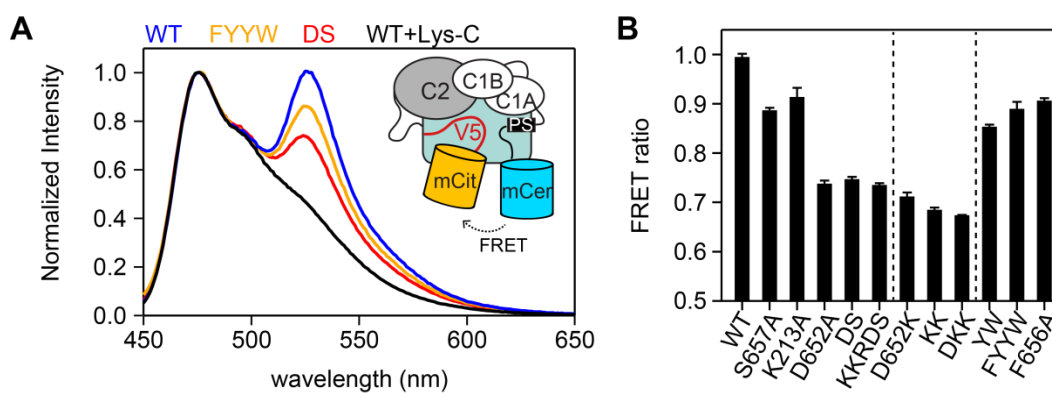 A
WT FYYW DS WT+Lys-C
Normalized Intensity
1.0
0.8
0.6
0.4
0.2
0.0
450 500 550 600 650
wavelength (nm)
C2
C1B
C1A
PS
V5
mCit
mCer
FRET
B
FRET ratio
1.0
0.9
0.8
0.7
0.6
0.5
WT
S657A
K213A
D652A
DS
KKRDS
D652K
KK
DKK
YW
FYYW
F656A